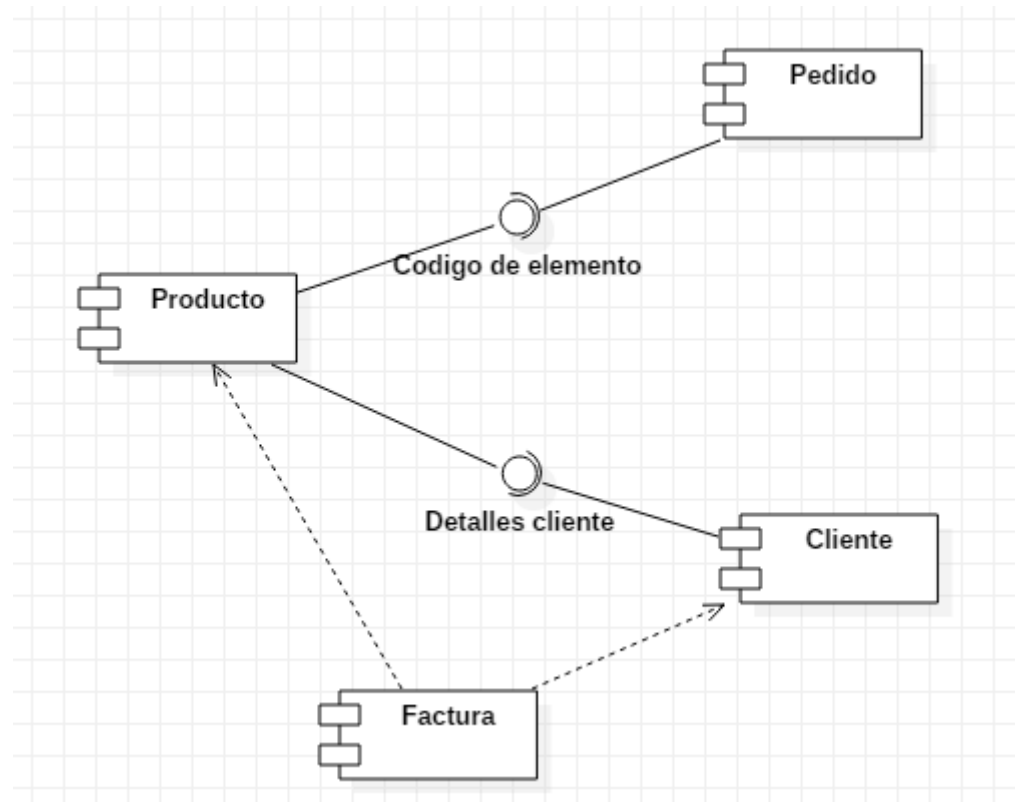 Pedido
Codigo de elemento
Producto
Detalles cliente
Cliente
Factura